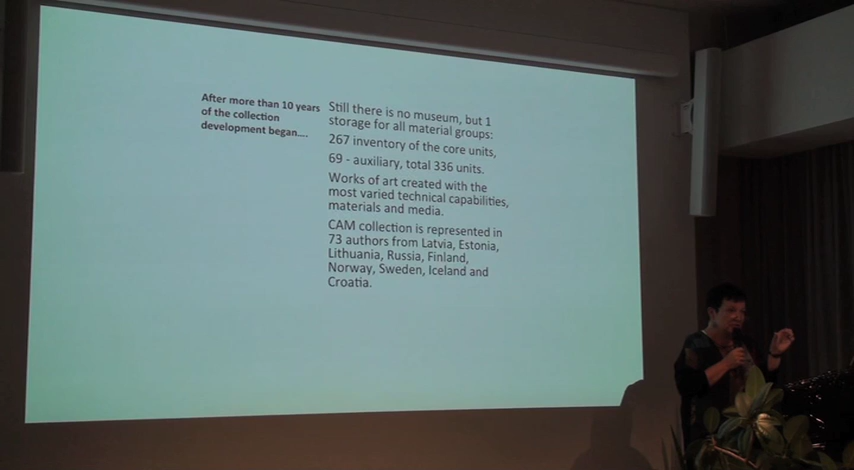 After more than 10 years
of the collection
development began....
Still there is no museum, but 1
storage for all material groups:
267 inventory of the core units,
69 - auxiliary, total 336 units.
Works of art created with the
most varied technical capabilities,
materials and media.
CAM collection is represented in
73 authors from Latvia, Estonia,
Lithuania, Russia, Finland,
Norway, Sweden, Iceland and
Croatia.